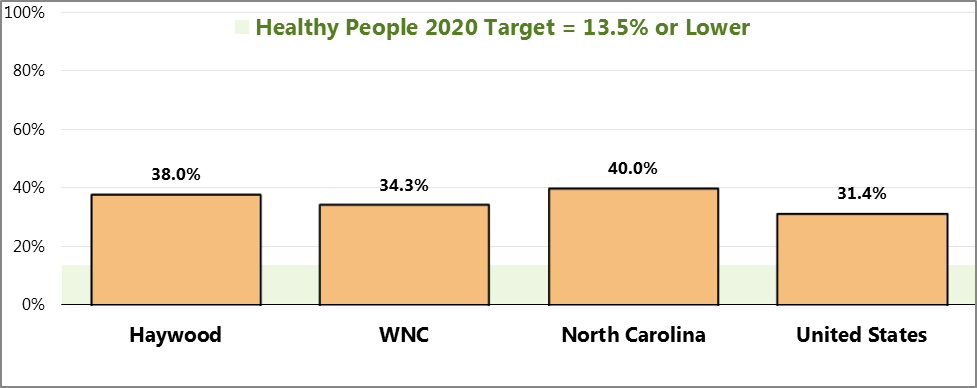 Healthy People 2020 Target = 13.5% or Lower
100%
80%
60%
40%
20%
0%
38.0%
34.3%
40.0%
31.4%
Haywood
WNC
North Carolina
United States